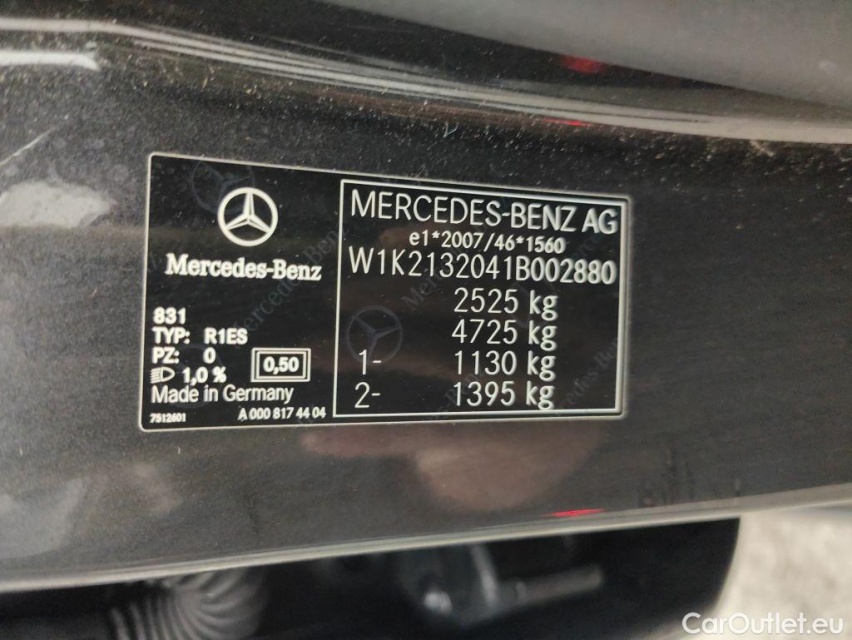 Mercedes-Benz
831
TYP: R1ES
PZ: 0
1,0 %
0,50
Made in Germany
7512601
A 000 817 44 04
MERCEDES-BENZ AG
e1*2007/46*1560
W1K2132041B002880
2525 kg
4725 kg
1- 1130 kg
2- 1395 kg
CarOutlet.eu